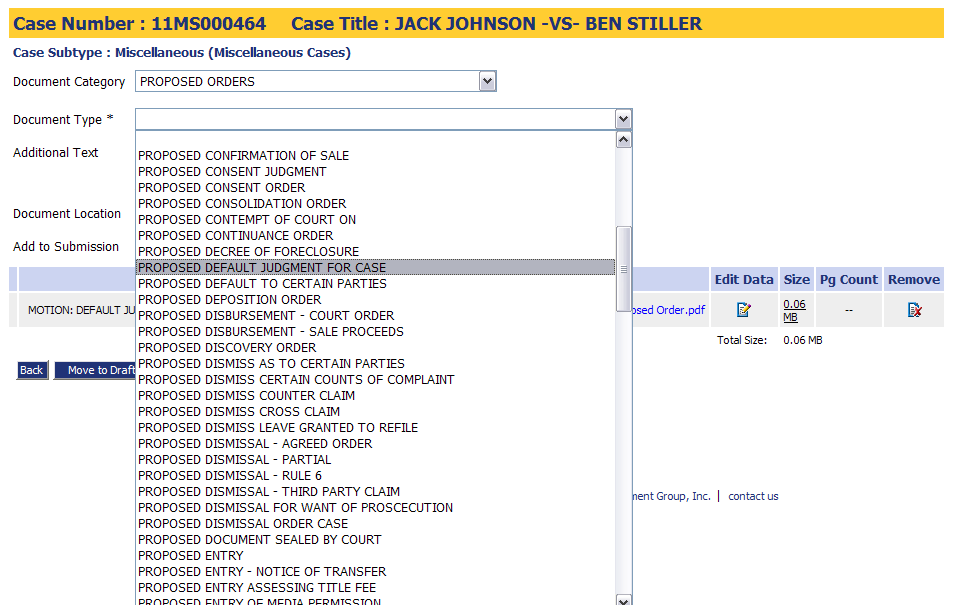 Case Number : 11MS000464 Case Title : JACK JOHNSON -VS- BEN STILLER
Case Subtype : Miscellaneous (Miscellaneous Cases)
Document Category PROPOSED ORDERS
Document Type *
Additional Text
PROPOSED CONFIRMATION OF SALE
PROPOSED CONSENT JUDGMENT
PROPOSED CONSENT ORDER
PROPOSED CONSOLIDATION ORDER
Document Location
PROPOSED CONTEMPT OF COURT ON
PROPOSED CONTINUANCE ORDER
Add to Submission
PROPOSED DECREE OF FORECLOSURE
PROPOSED DEFAULT JUDGMENT FOR CASE
PROPOSED DEFAULT TO CERTAIN PARTIES
Edit Data Size Pg Count Remove
PROPOSED DEPOSITION ORDER
MOTION: DEFAULT JU
osed Order.pdf 0.06 MB --
PROPOSED DISBURSEMENT - COURT ORDER
PROPOSED DISBURSEMENT - SALE PROCEEDS
Total Size: 0.06 MB
PROPOSED DISCOVERY ORDER
PROPOSED DISMISS AS TO CERTAIN PARTIES
Back Move to Draft
PROPOSED DISMISS CERTAIN COUNTS OF COMPLAINT
PROPOSED DISMISS COUNTER CLAIM
PROPOSED DISMISS CROSS CLAIM
PROPOSED DISMISS LEAVE GRANTED TO REFILE
PROPOSED DISMISSAL - AGREED ORDER
PROPOSED DISMISSAL - PARTIAL
PROPOSED DISMISSAL - RULE 6
PROPOSED DISMISSAL - THIRD PARTY CLAIM
ment Group, Inc. | contact us
PROPOSED DISMISSAL FOR WANT OF PROSCECUTION
PROPOSED DISMISSAL ORDER CASE
PROPOSED DOCUMENT SEALED BY COURT
PROPOSED ENTRY
PROPOSED ENTRY - NOTICE OF TRANSFER
PROPOSED ENTRY ASSESSING TITLE FEE
PROPOSED ENTRY OF MEDIA PERMISSION